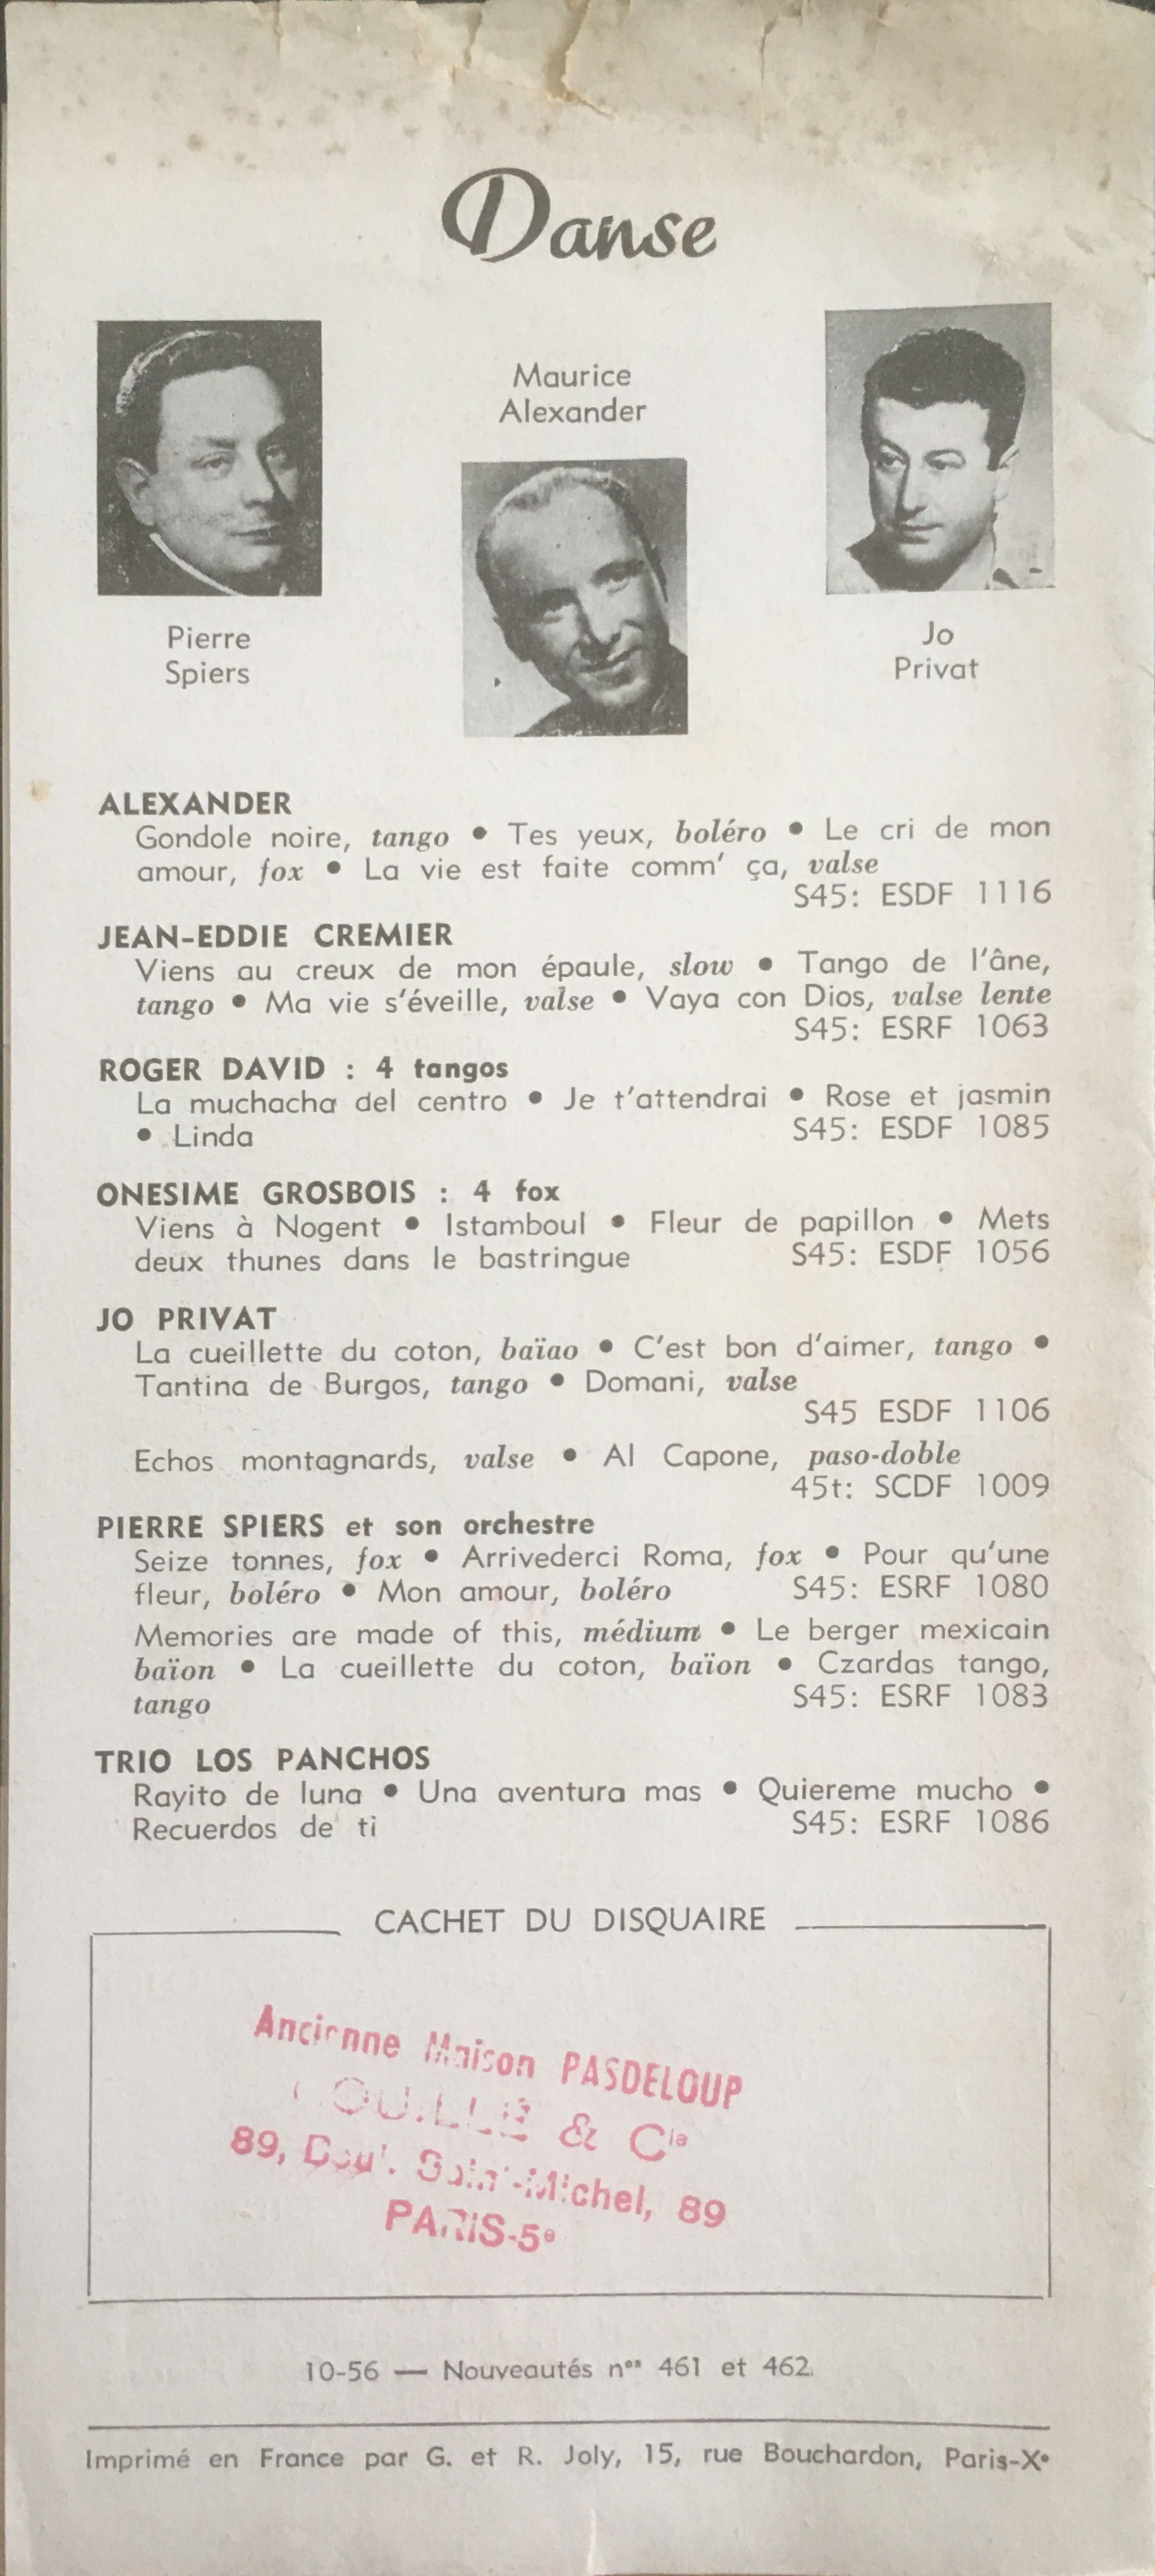 Danse
Maurice
Alexander
Pierre
Spiers
Jo
Privat
ALEXANDER
Gondole noire, tango • Tes yeux, boléro • Le cri de mon
amour, fox • La vie est faite comm' ça, valse
S45: ESDF 1116
JEAN-EDDIE CREMIER
Viens au creux de mon épaule, slow • Tango de l'âne,
tango • Ma vie s'éveille, valse • Vaya con Dios, valse lente
S45: ESRF 1063
ROGER DAVID : 4 tangos
La muchacha del centro • Je t'attendrai • Rose et jasmin
• Linda S45: ESDF 1085
ONESIME GROSBOIS : 4 fox
Viens à Nogent • Istamboul • Fleur de papillon • Mets
deux thunes dans le bastringue S45: ESDF 1056
JO PRIVAT
La cueillette du coton, baïao • C'est bon d'aimer, tango •
Tantina de Burgos, tango • Domani, valse
S45 ESDF 1106
Echos montagnards, valse • Al Capone, paso-doble
45t: SCDF 1009
PIERRE SPIERS et son orchestre
Seize tonnes, fox • Arrivederci Roma, fox • Pour qu'une
fleur, boléro • Mon amour, boléro S45: ESRF 1080
Memories are made of this, médium • Le berger mexicain
baïon • La cueillette du coton, baïon • Czardas tango,
tango S45: ESRF 1083
TRIO LOS PANCHOS
Rayito de luna • Una aventura mas • Quiereme mucho •
Recuerdos de ti S45: ESRF 1086
CACHET DU DISQUAIRE
Ancienne Maison PASDELOUP
& Cie
89, Boul. Saint-Michel, 89
PARIS-5e
10-56 — Nouveautés nos 461 et 462
Imprimé en France par G. et R. Joly, 15, rue Bouchardon, Paris-Xe